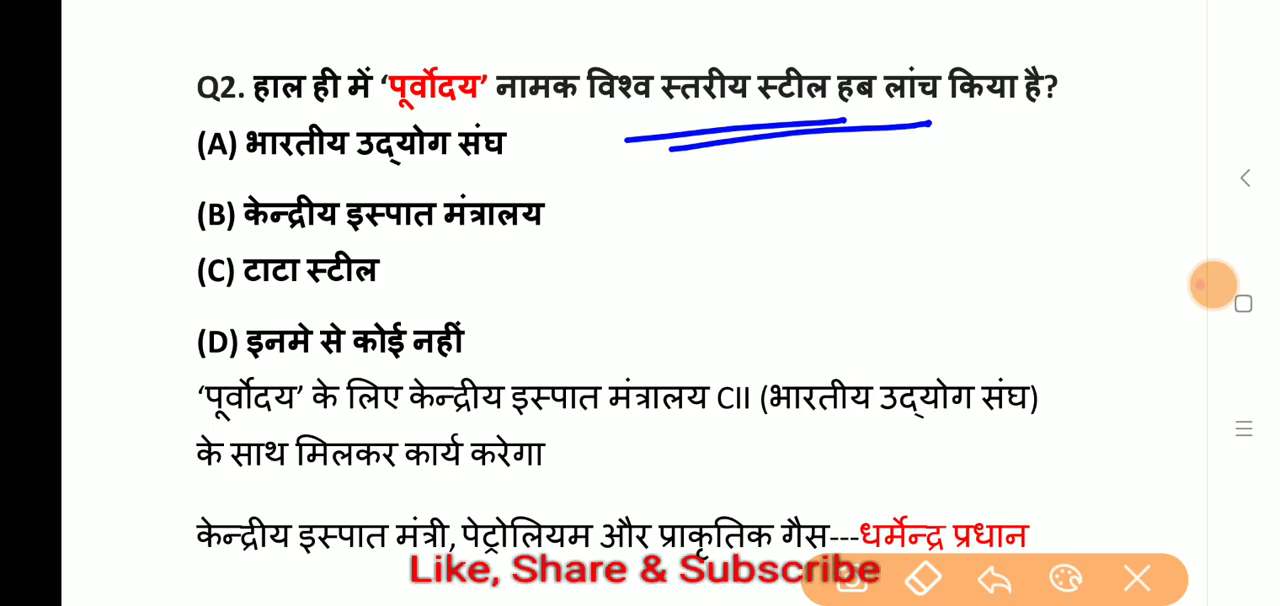 Q2. हाल ही में ‘पूर्वोदय’ नामक विश्व स्तरीय स्टील हब लांच किया है?
(A) भारतीय उद्‌योग संघ
(B) केन्द्रीय इस्पात मंत्रालय
(C) टाटा स्टील
(D) इनमे से कोई नहीं
‘पूर्वोदय’ के लिए केन्द्रीय इस्पात मंत्रालय CII (भारतीय उद्‌योग संघ)
के साथ मिलकर कार्य करेगा
केन्द्रीय इस्पात मंत्री, पेट्रोलियम और प्राकृतिक गैस---धर्मेन्द्र प्रधान
Like, Share & Subscribe